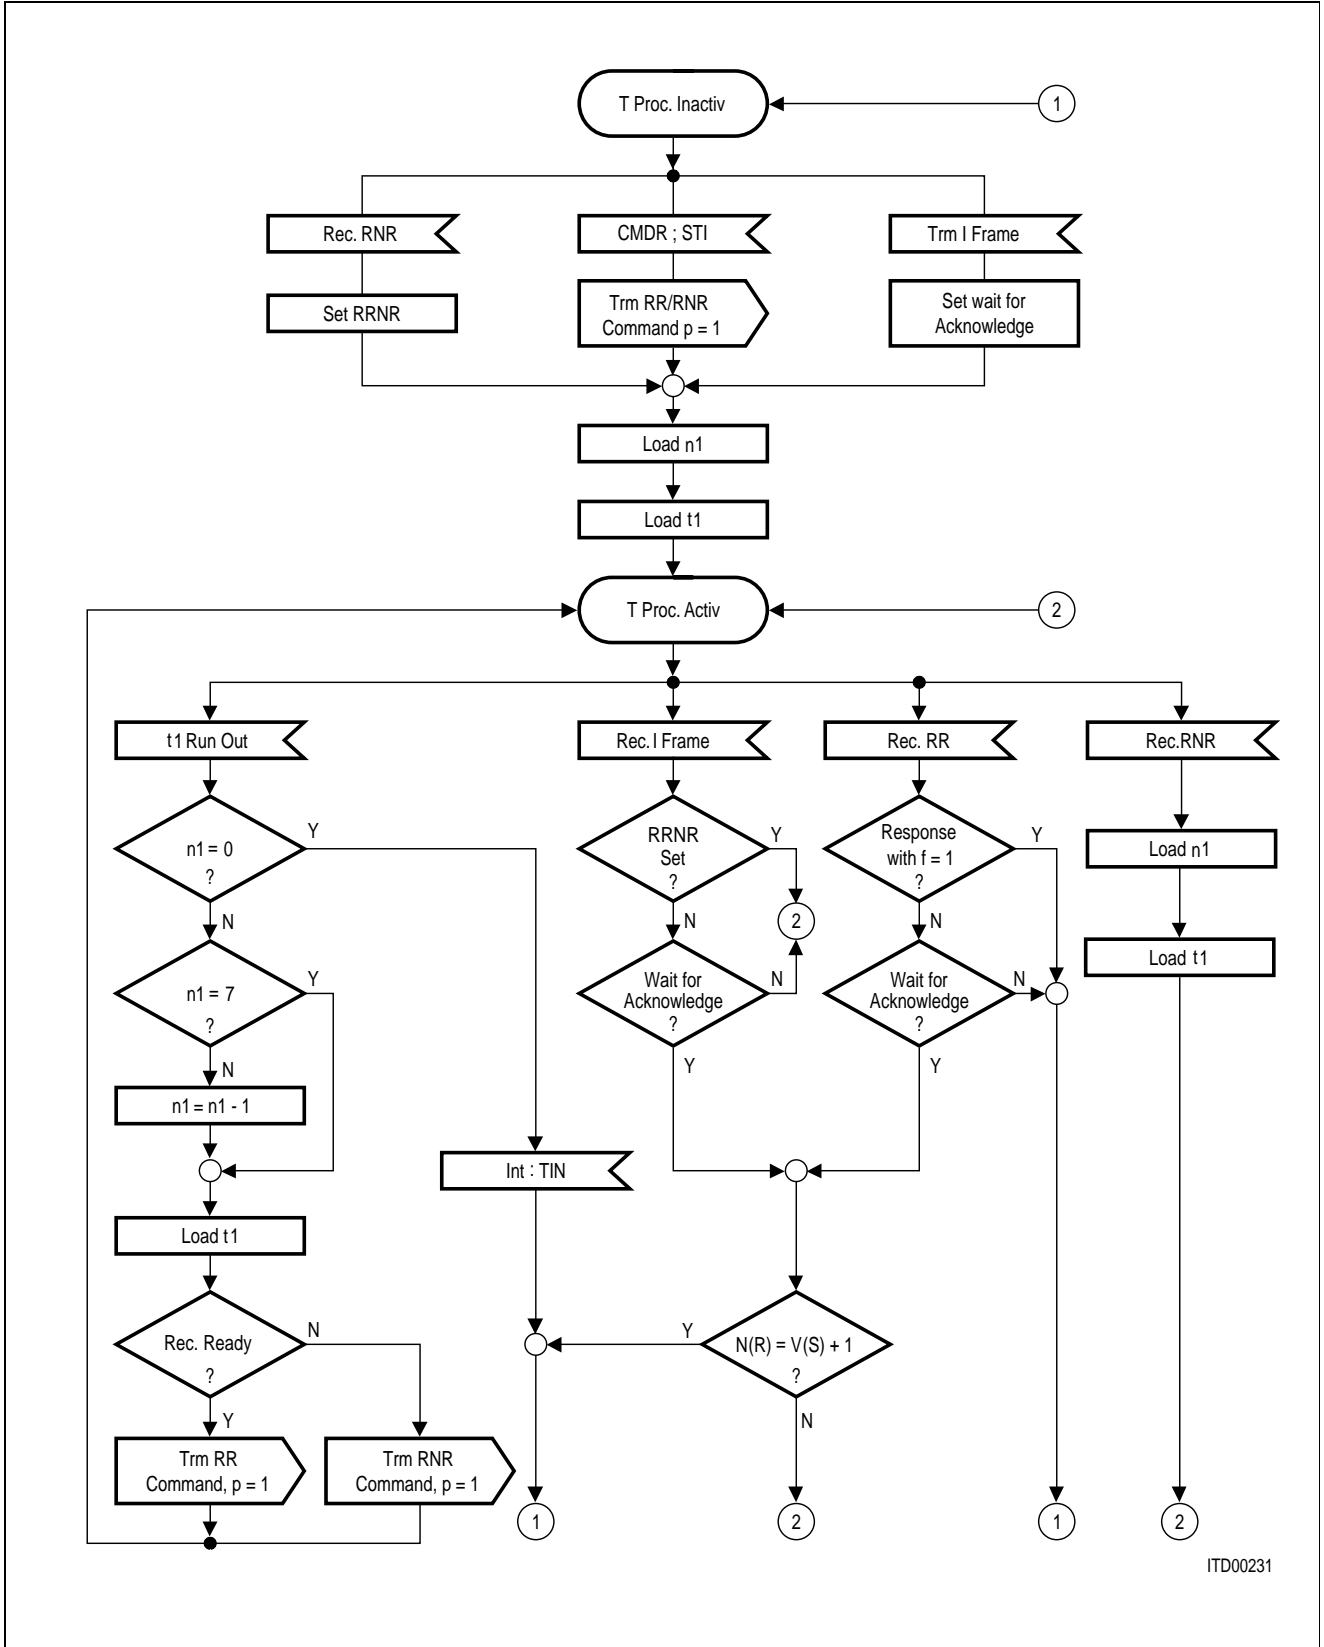 T Proc. Inactiv
1
Rec. RNR
CMDR ; STI
Trm I Frame
Set RRNR
Trm RR/RNR
Command p = 1
Set wait for
Acknowledge
Load n1
Load t1
T Proc. Activ
2
t1 Run Out
Rec. I Frame
Rec. RR
Rec.RNR
n1 = 0
?
Y
N
RRNR
Set
?
Y
N
2
Response
with f = 1
?
Y
N
Load n1
n1 = 7
?
Y
N
Wait for
Acknowledge
?
N
Y
Wait for
Acknowledge
?
N
Y
Load t1
n1 = n1 - 1
Int : TIN
Load t1
Rec. Ready
?
N
Y
N(R) = V(S) + 1
?
Y
N
Trm RR
Command, p = 1
Trm RNR
Command, p = 1
1
2
1
2
ITD00231